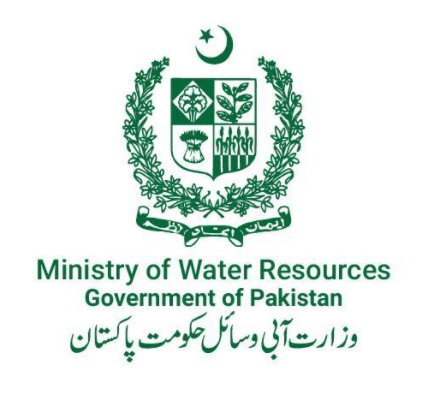 Ministry of Water Resources
Government of Pakistan
وزارت آبی وسائل حکومت پاکستان